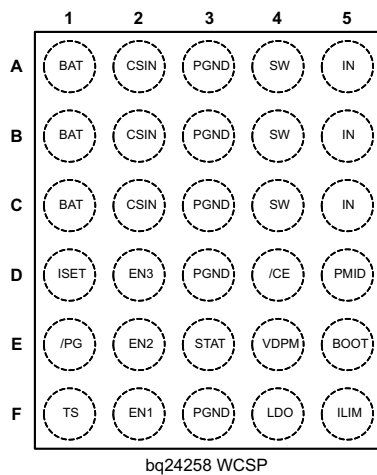 1 2 3 4 5
A BAT CSIN PGND SW IN
B BAT CSIN PGND SW IN
C BAT CSIN PGND SW IN
D ISET EN3 PGND /CE PMID
E /PG EN2 STAT VDPM BOOT
F TS EN1 PGND LDO ILIM
bq24258 WCSP